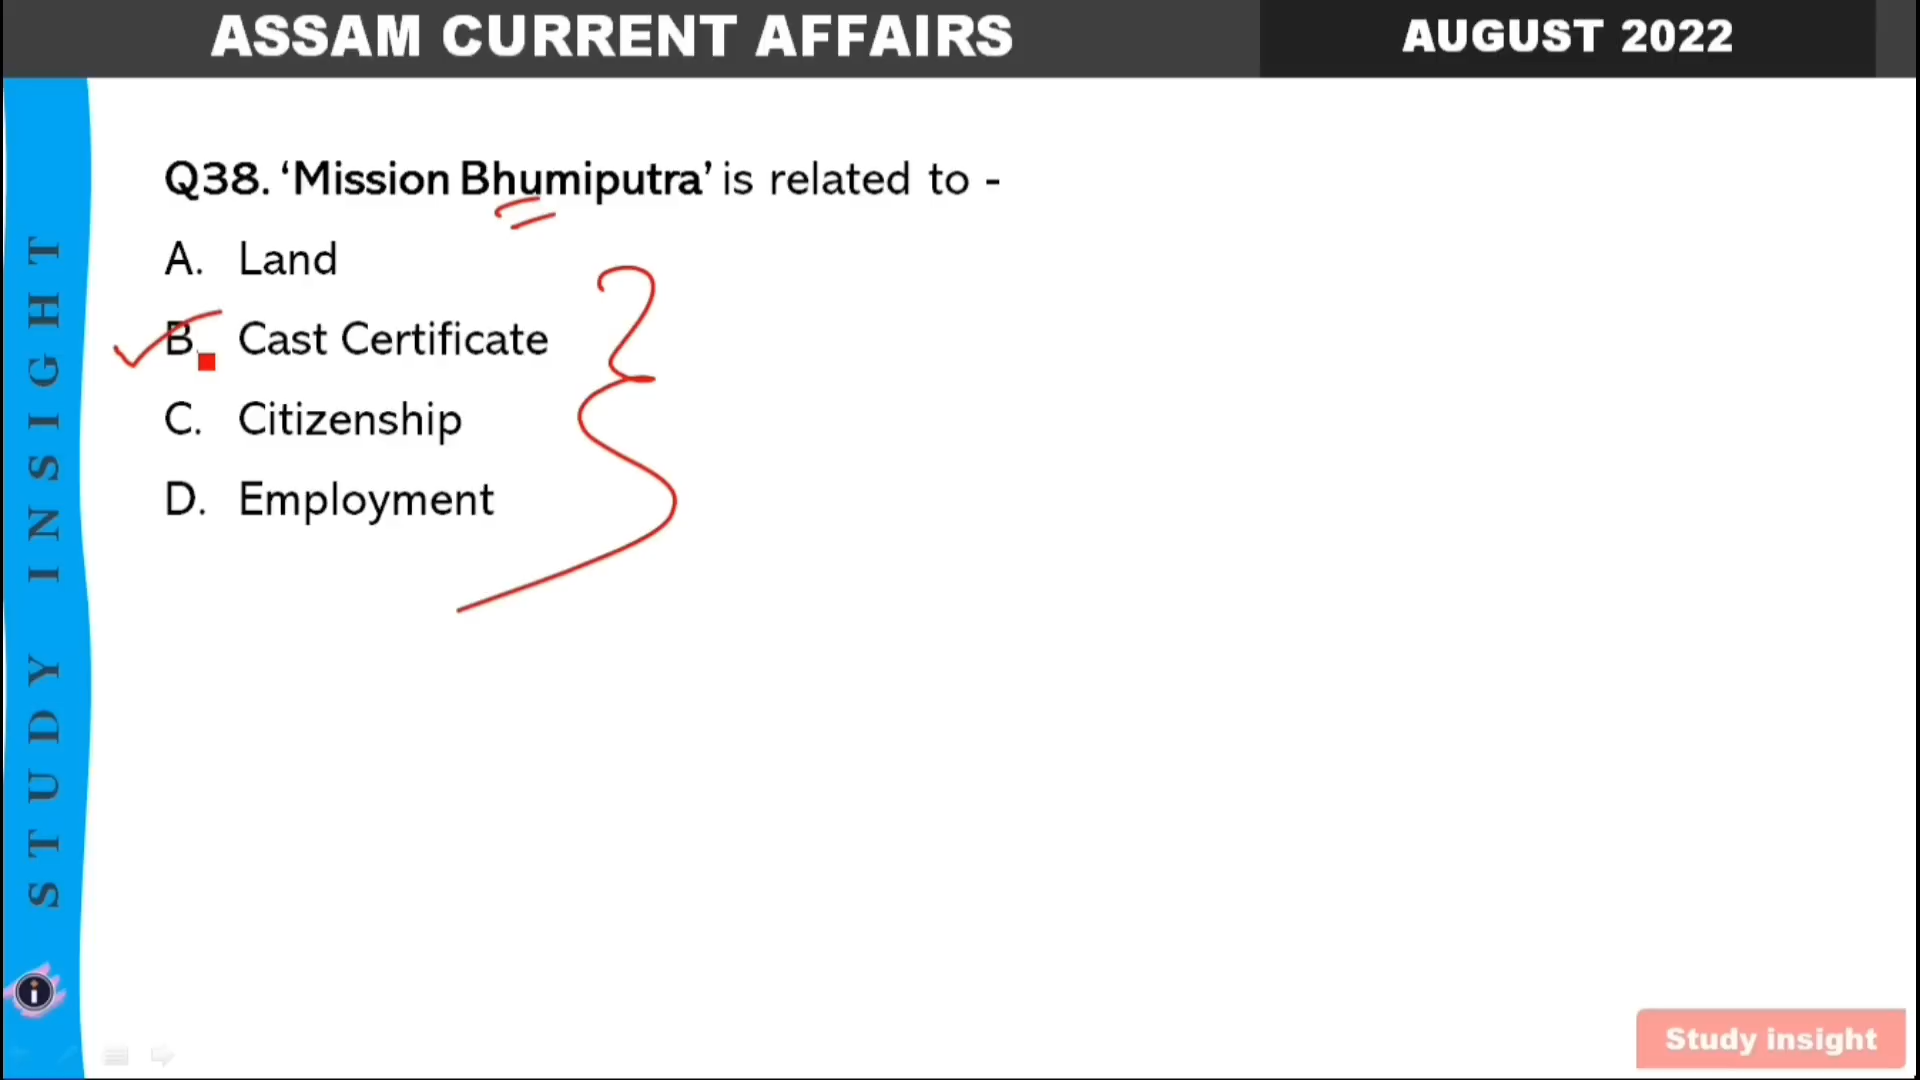 ASSAM CURRENT AFFAIRS
AUGUST 2022
Q38. ‘Mission Bhumiputra’ is related to -
A. Land
B. Cast Certificate
C. Citizenship
D. Employment
STUDY INSIGHT
i
Study insight